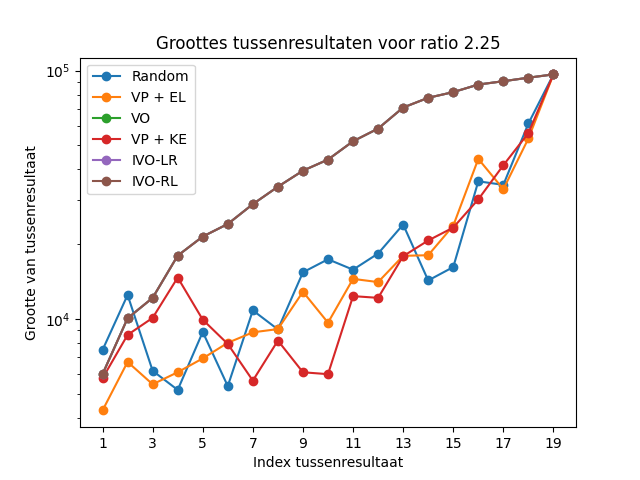 Groottes tussenresultaten voor ratio 2.25
Grootte van tussenresultaat
10^5
10^4
Random
VP + EL
VO
VP + KE
IVO-LR
IVO-RL
1 3 5 7 9 11 13 15 17 19
Index tussenresultaat